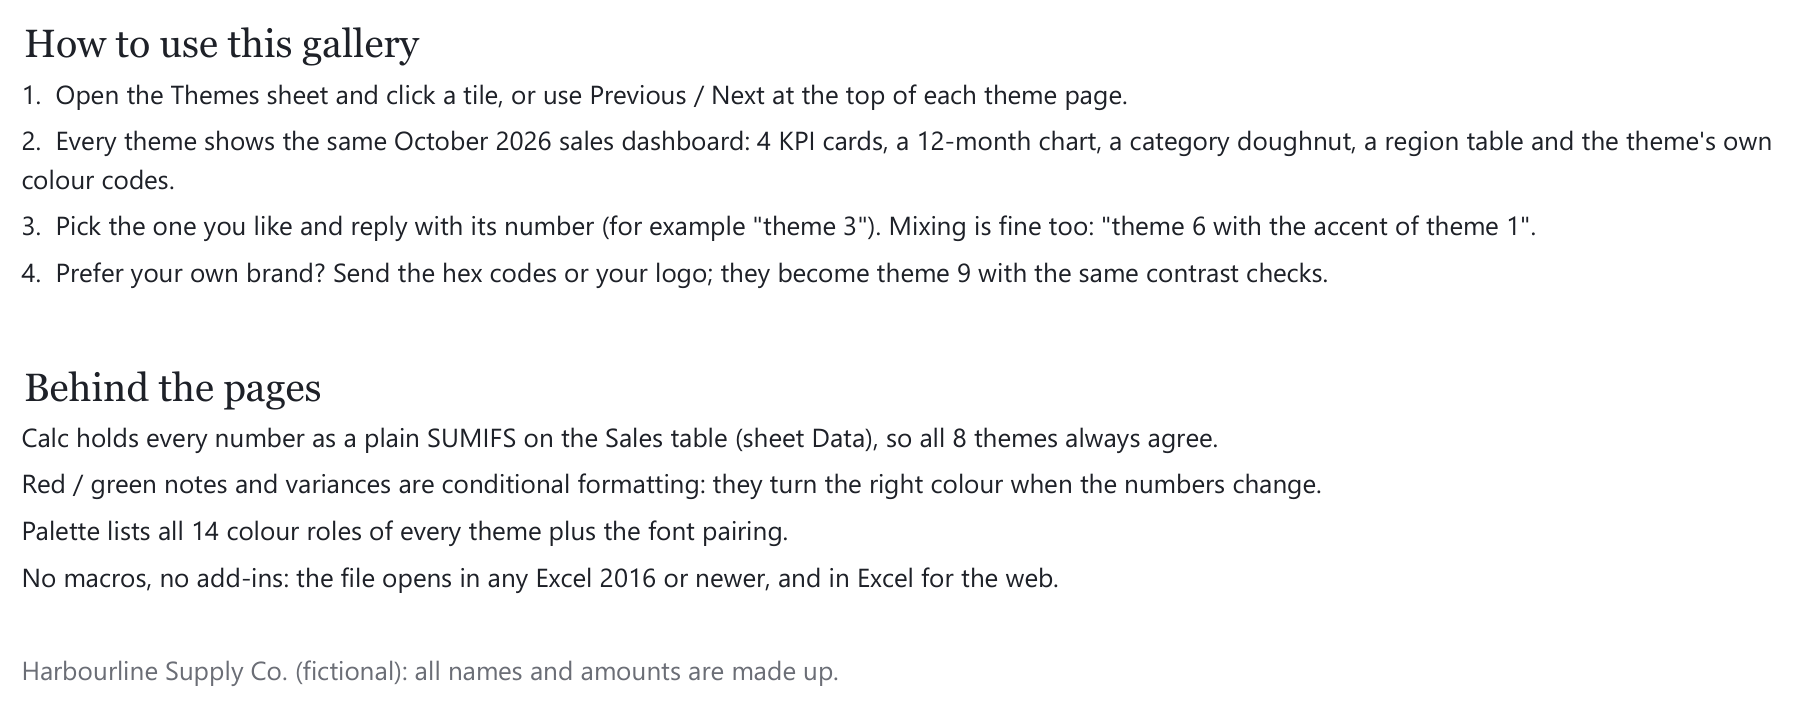 How to use this gallery
1.  Open the Themes sheet and click a tile, or use Previous / Next at the top of each theme page.
2.  Every theme shows the same October 2026 sales dashboard: 4 KPI cards, a 12-month chart, a category doughnut, a region table and the theme's own
colour codes.
3.  Pick the one you like and reply with its number (for example "theme 3"). Mixing is fine too: "theme 6 with the accent of theme 1".
4.  Prefer your own brand? Send the hex codes or your logo; they become theme 9 with the same contrast checks.
Behind the pages
Calc holds every number as a plain SUMIFS on the Sales table (sheet Data), so all 8 themes always agree.
Red / green notes and variances are conditional formatting: they turn the right colour when the numbers change.
Palette lists all 14 colour roles of every theme plus the font pairing.
No macros, no add-ins: the file opens in any Excel 2016 or newer, and in Excel for the web.
Harbourline Supply Co. (fictional): all names and amounts are made up.